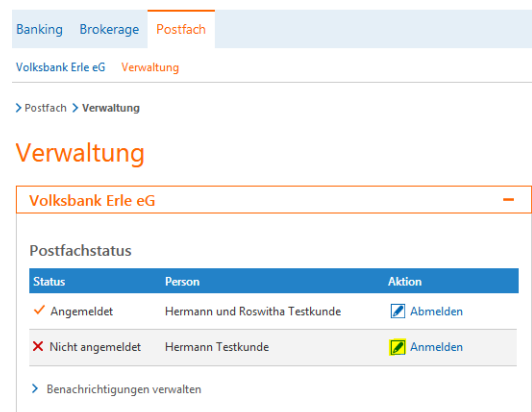 Banking Brokerage Postfach
Volksbank Erle eG Verwaltung
Postfach Verwaltung
Verwaltung
Volksbank Erle eG
Postfachstatus
Status Person Aktion
Angemeldet Hermann und Roswitha Testkunde Abmelden
Nicht angemeldet Hermann Testkunde Anmelden
Benachrichtigungen verwalten